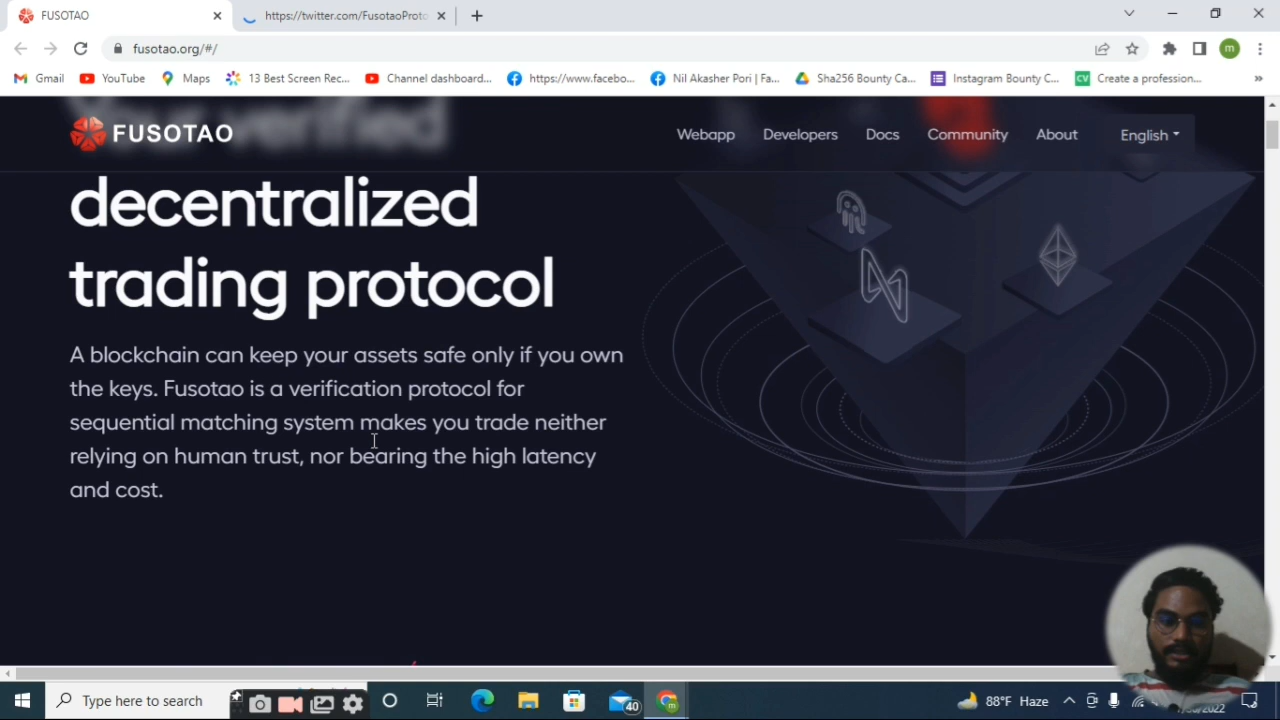 FUSOTAO
https://twitter.com/FusotaoProto
fusotao.org/#/
m
Gmail
YouTube
Maps
13 Best Screen Rec...
Channel dashboard...
https://www.facebo...
Nil Akasher Pori | Fa...
Sha256 Bounty Ca...
Instagram Bounty C...
CV
Create a profession...
»
Your verified
FUSOTAO
Webapp
Developers
Docs
Community
About
English
decentralized
trading protocol
A blockchain can keep your assets safe only if you own
the keys. Fusotao is a verification protocol for
sequential matching system makes you trade neither
relying on human trust, nor bearing the high latency
and cost.
Type here to search
40
88°F Haze